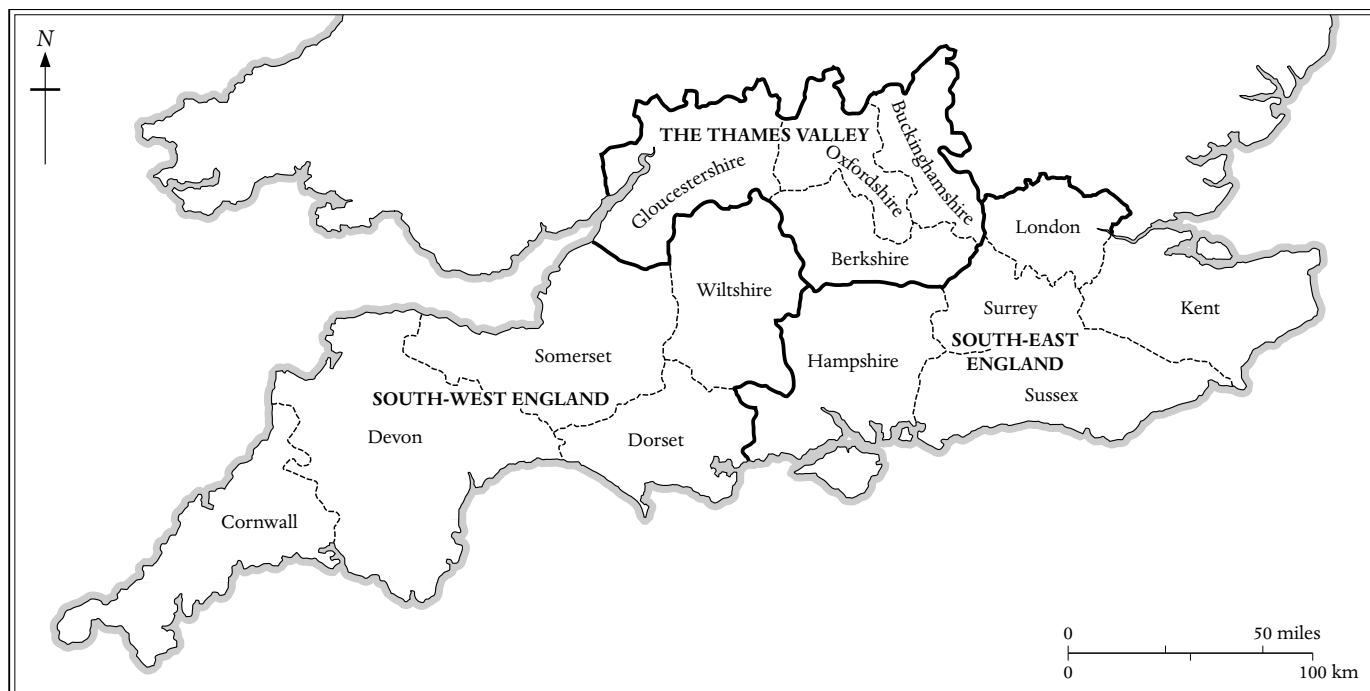 N
THE THAMES VALLEY
Buckinghamshire
Oxfordshire
Gloucestershire
London
Berkshire
Wiltshire
Surrey
Kent
SOUTH-EAST
ENGLAND
Somerset
Hampshire
Sussex
SOUTH-WEST ENGLAND
Devon
Dorset
Cornwall
0 50 miles
0 100 km